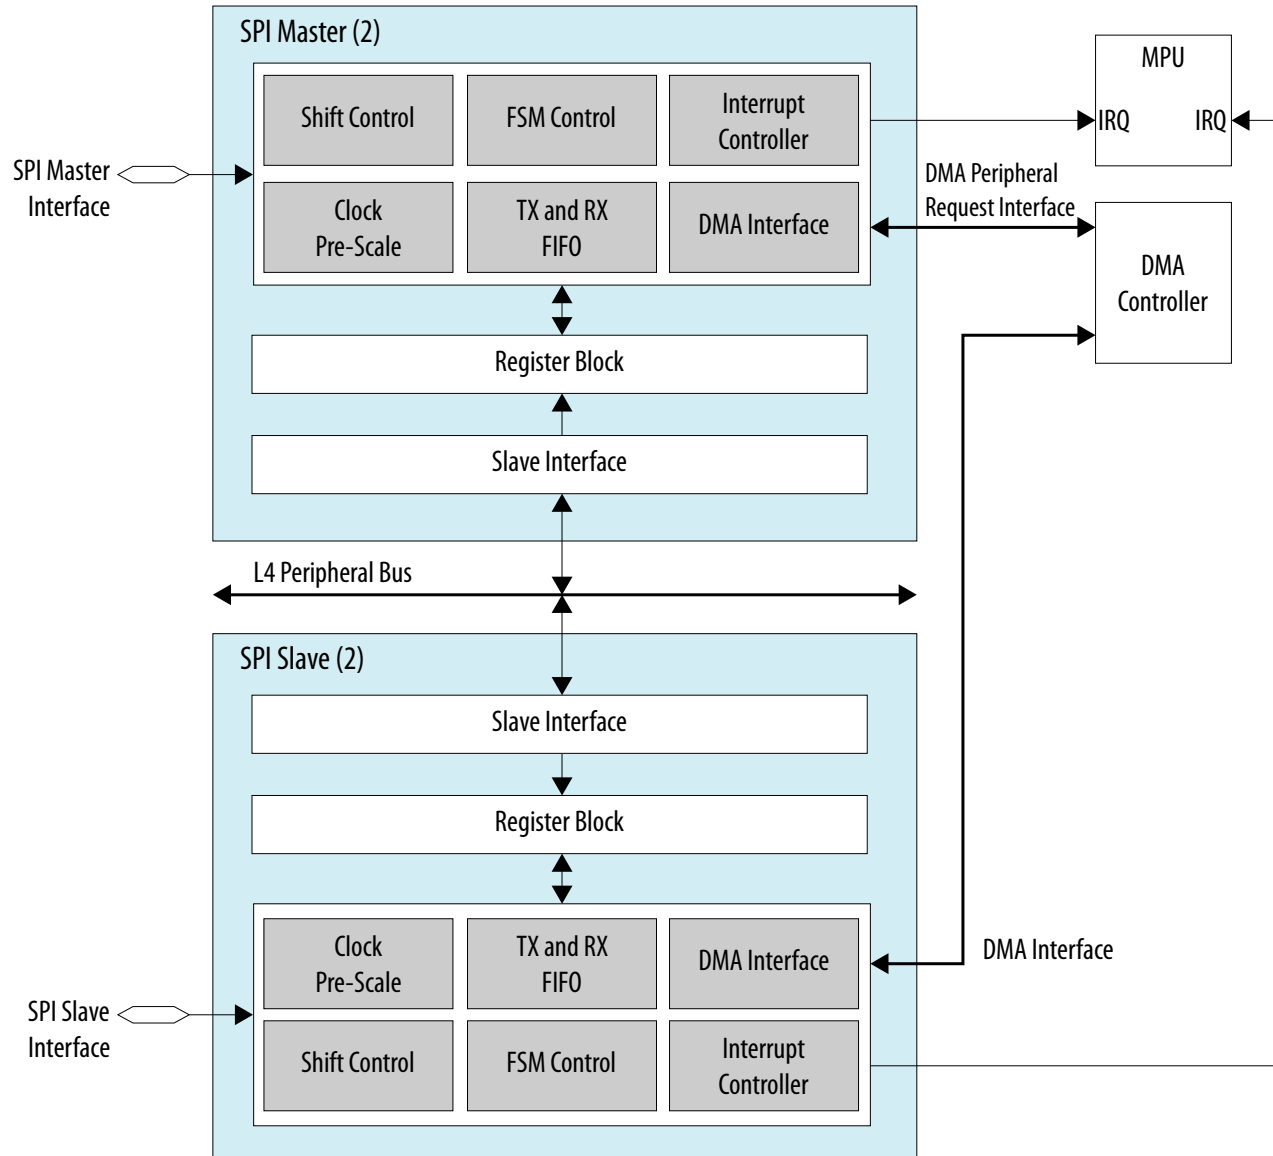 SPI Master (2)
MPU
IRQ
IRQ
Shift Control
FSM Control
Interrupt
Controller
SPI Master
Interface
Clock
Pre-Scale
TX and RX
FIFO
DMA Interface
DMA Peripheral
Request Interface
DMA
Controller
Register Block
Slave Interface
L4 Peripheral Bus
SPI Slave (2)
Slave Interface
Register Block
Clock
Pre-Scale
TX and RX
FIFO
DMA Interface
DMA Interface
SPI Slave
Interface
Shift Control
FSM Control
Interrupt
Controller